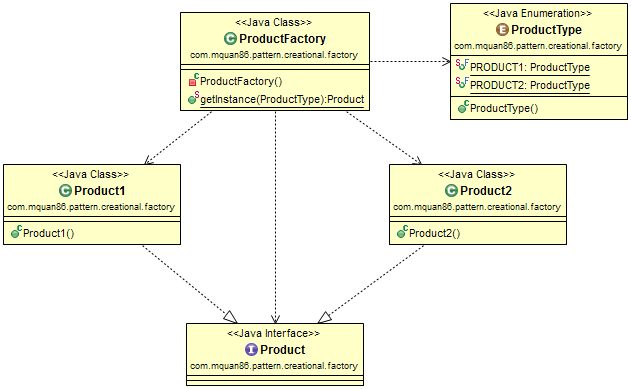 <<Java Class>>
C ProductFactory
com.mquan86.pattern.creational.factory
C ProductFactory()
S getInstance(ProductType):Product
<<Java Enumeration>>
E ProductType
com.mquan86.pattern.creational.factory
S F PRODUCT1: ProductType
S F PRODUCT2: ProductType
C ProductType()
<<Java Class>>
C Product1
com.mquan86.pattern.creational.factory
C Product1()
<<Java Class>>
C Product2
com.mquan86.pattern.creational.factory
C Product2()
<<Java Interface>>
I Product
com.mquan86.pattern.creational.factory